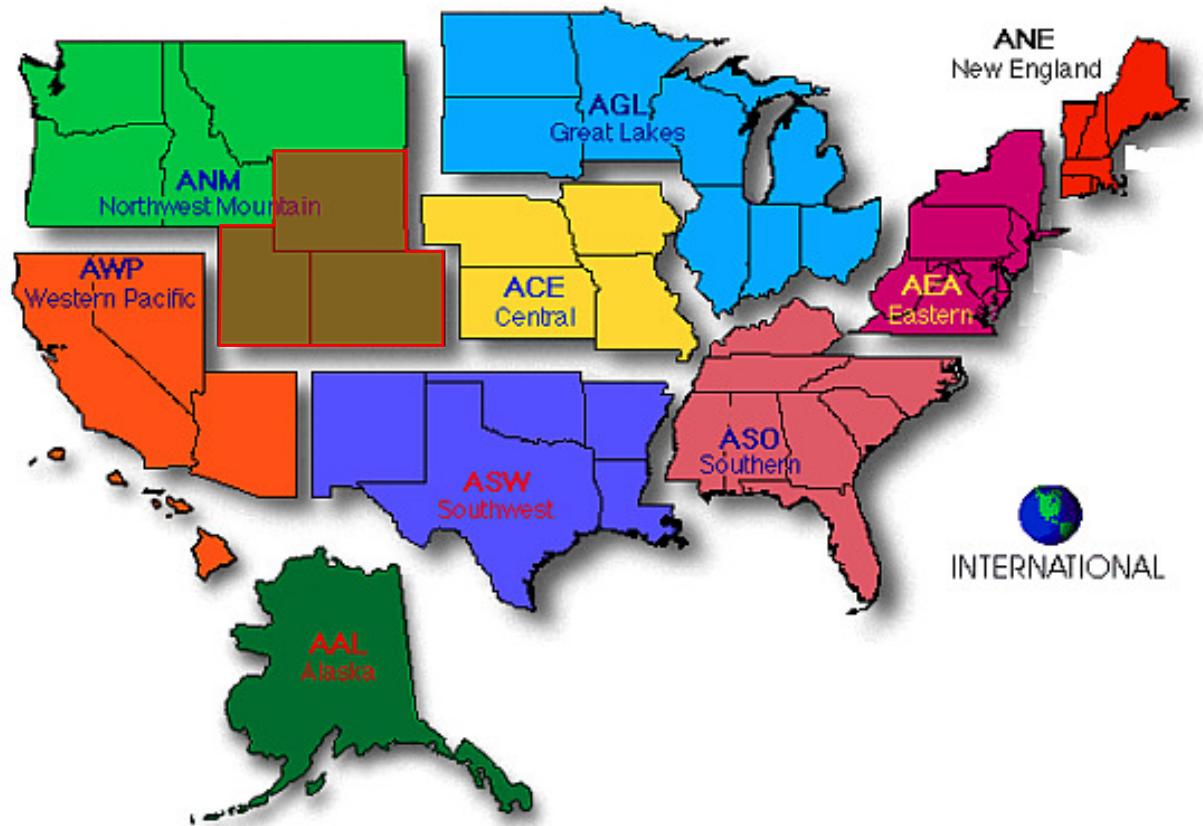 ANE
New England
AGL
Great Lakes
ANM
Northwest Mountain
AWP
Western Pacific
ACE
Central
AEA
Eastern
ASO
Southern
ASW
Southwest
INTERNATIONAL
AAL
Alaska